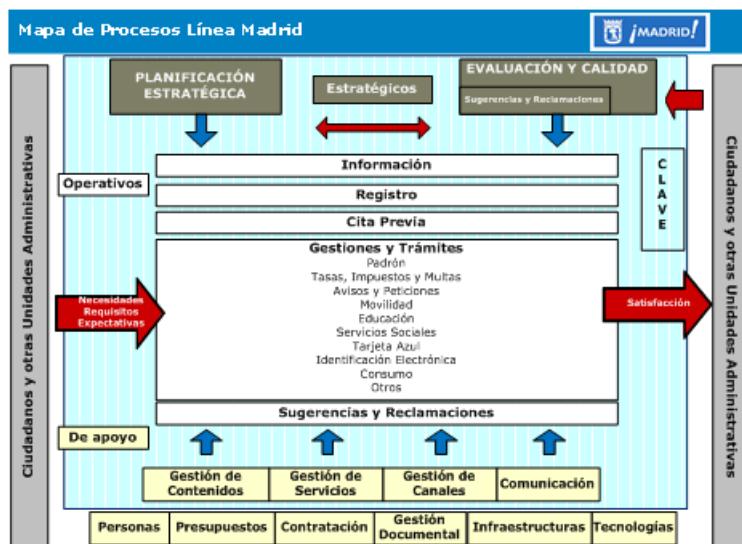 Mapa de Procesos Línea Madrid
¡MADRID!
Ciudadanos y otras Unidades Administrativas
PLANIFICACIÓN
ESTRATÉGICA
Estratégicos
EVALUACIÓN Y CALIDAD
Sugerencias y Reclamaciones
Ciudadanos y otras Unidades Administrativas
Operativos
CLAVE
Información
Registro
Cita Previa
Gestiones y Trámites
Padrón
Tasas, Impuestos y Multas
Avisos y Peticiones
Movilidad
Educación
Servicios Sociales
Tarjeta Azul
Identificación Electrónica
Consumo
Otros
Necesidades
Requisitos
Expectativas
Satisfacción
Sugerencias y Reclamaciones
De apoyo
Gestión de
Contenidos
Gestión de
Servicios
Gestión de
Canales
Comunicación
Personas
Presupuestos
Contratación
Gestión
Documental
Infraestructuras
Tecnologías